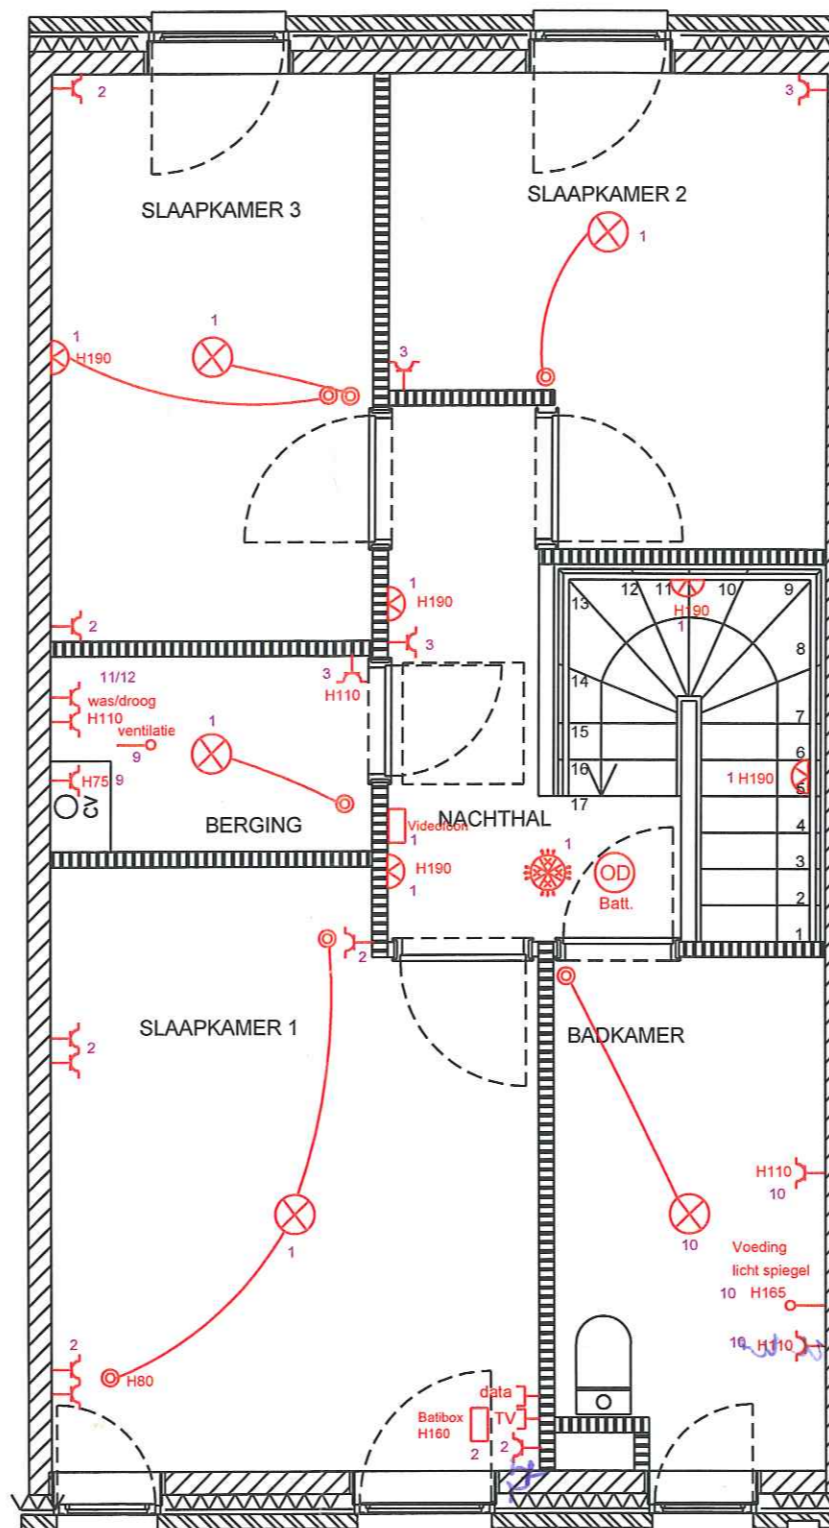 2
3
SLAAPKAMER 3
SLAAPKAMER 2
1
1
H190
1
3
1
H190
3
2
12 11 10 9
13
H190
1
8
14
7
15
6
16
5
17
4
3
2
1
1 H190
11/12
was/droog
H110
ventilatie
9
3
H110
1
H75 9
CV
BERGING
NACHTHAL
Videofoon
1
H190
1
1
OD
Batt.
2
SLAAPKAMER 1
2
BADKAMER
H110
10
1
10
Voeding
licht spiegel
10 H165
10 H110
2
H80
data
Batibox
H160
TV
2
2